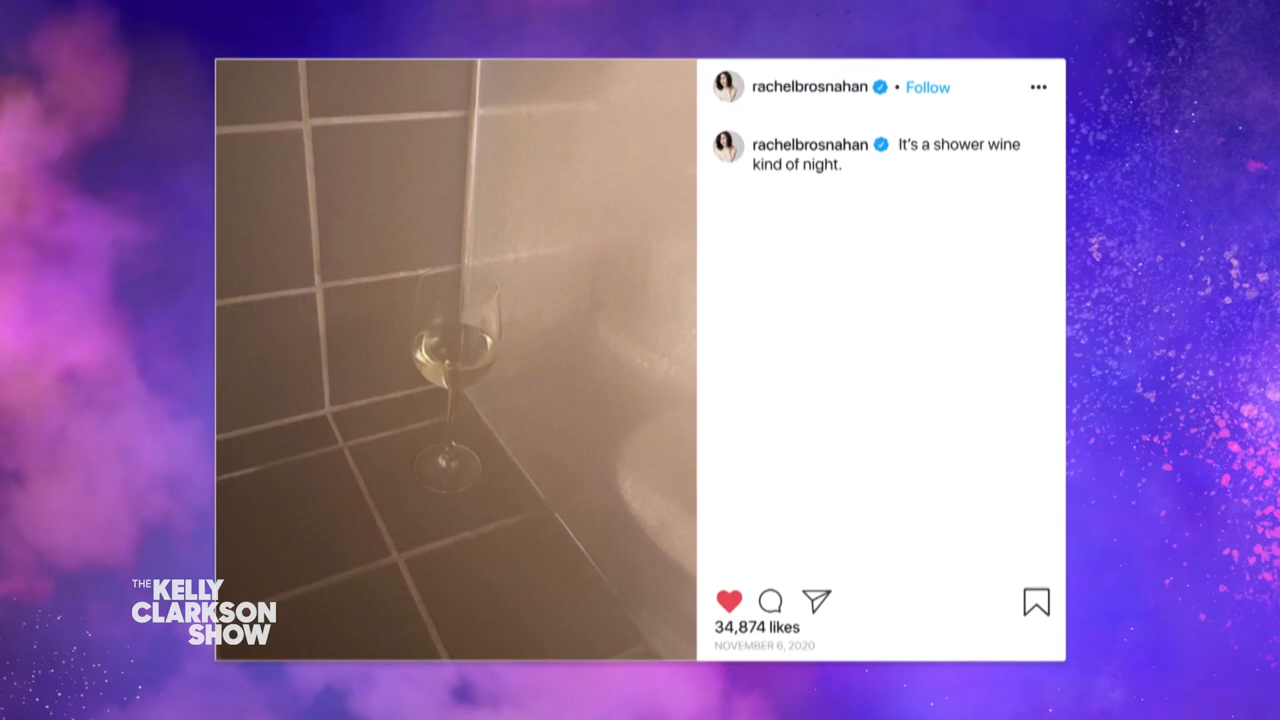 rachelbrosnahan • Follow
rachelbrosnahan It's a shower wine
kind of night.
34,874 likes
NOVEMBER 6, 2020
THE KELLY
CLARKSON
SHOW